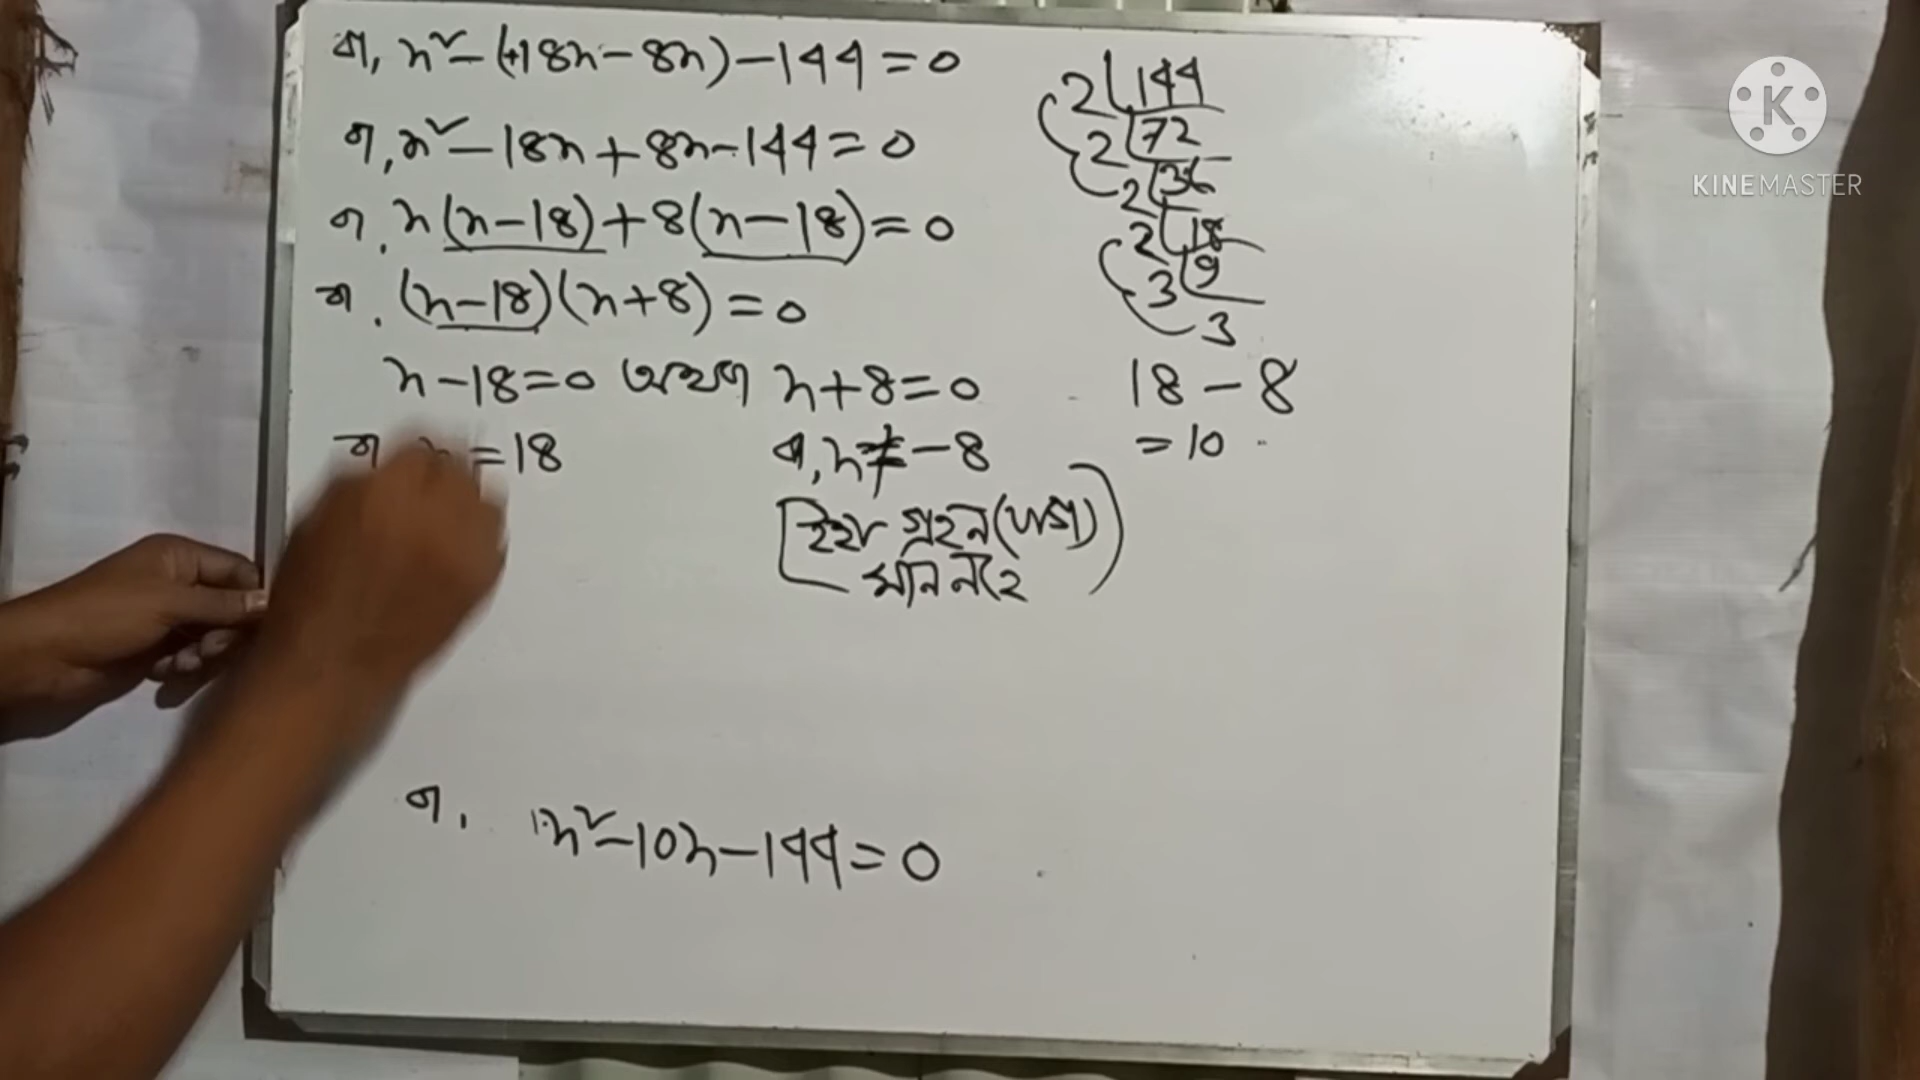 বা, x² - (18x - 8x) - 144 = 0
বা, x² - 18x + 8x - 144 = 0
বা, x(x - 18) + 8(x - 18) = 0
বা, (x - 18)(x + 8) = 0
x - 18 = 0 অথবা x + 8 = 0
বা x = 18
বা, x ≠ -8
[ইহা গ্রহন
মান নহে
2 | 144
2 | 72
2 | 36
2 | 18
3 | 9
3
18 - 8
= 10
বা, x² - 10x - 144 = 0
KINEMASTER